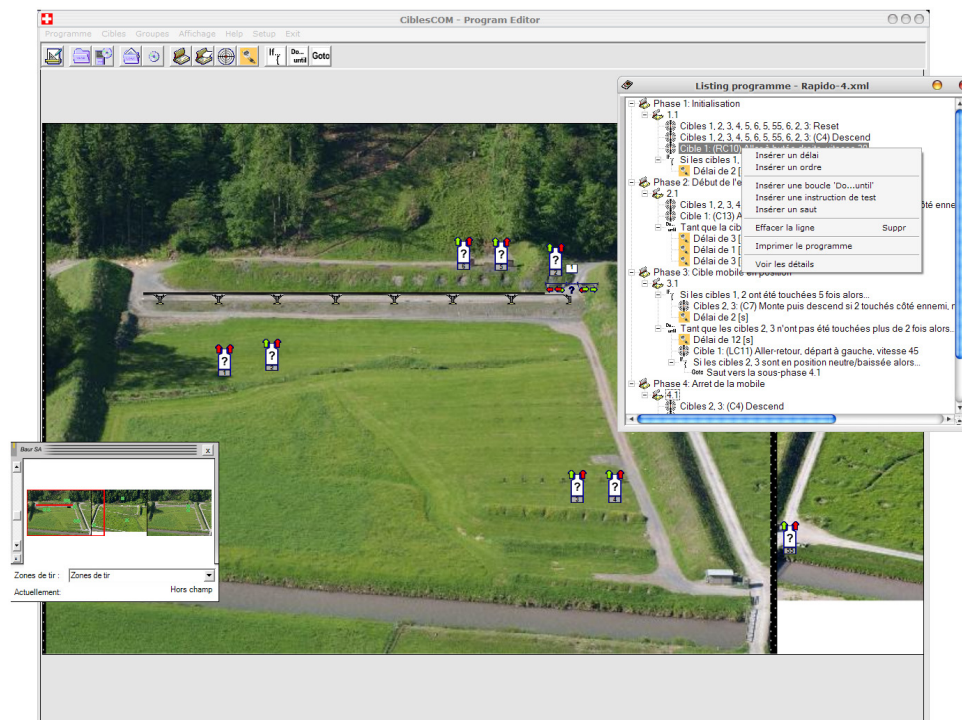 CiblesCOM - Program Editor
Programme Cibles Groupes Affichage Help Setup Exit
If.. Do... until Goto
Listing programme - Rapido-4.xml
Phase 1: Initialisation
1.1
Cibles 1, 2, 3, 4, 5, 6, 5, 55, 6, 2, 3: Reset
Cibles 1, 2, 3, 4, 5, 6, 5, 55, 6, 2, 3: (C4) Descend
Cible 1: (RC10)
Si les cibles 1,
Délai de 2 [
Phase 2: Début de l'e
2.1
Cibles 1, 2, 3, 4
ôté enne
Cible 1: (C13) A
Tant que la cib
Délai de 3 [
Délai de 1 [
Délai de 3 [
Insérer un délai
Insérer un ordre
Insérer une boucle 'Do...until'
Insérer une instruction de test
Insérer un saut
Effacer la ligne Suppr
Imprimer le programme
Voir les détails
Phase 3: Cible mobile en position
3.1
Si les cibles 1, 2 ont été touchées 5 fois alors...
Cibles 2, 3: (C7) Monte puis descend si 2 touchés côté ennemi, r
Délai de 2 [s]
Tant que les cibles 2, 3 n'ont pas été touchées plus de 2 fois alors...
Délai de 12 [s]
Cible 1: (LC11) Aller-retour, départ à gauche, vitesse 45
Si les cibles 2, 3 sont en position neutre/baissée alors...
Goto Saut vers la sous-phase 4.1
Phase 4: Arret de la mobile
4.1
Cibles 2, 3: (C4) Descend
Baur SA
X
Zones de tir : Zones de tir
Actuellement: Hors champ